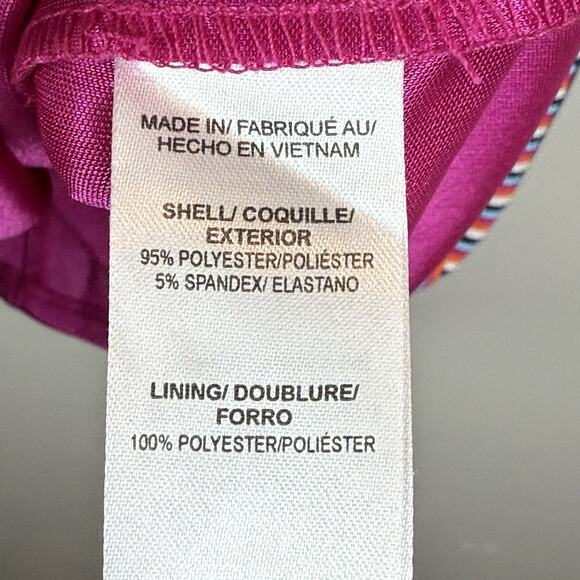 MADE IN/ FABRIQUÉ AU/
HECHO EN VIETNAM
SHELL/ COQUILLE/
EXTERIOR
95% POLYESTER/POLIÉSTER
5% SPANDEX/ ELASTANO
LINING/ DOUBLURE/
FORRO
100% POLYESTER/POLIÉSTER